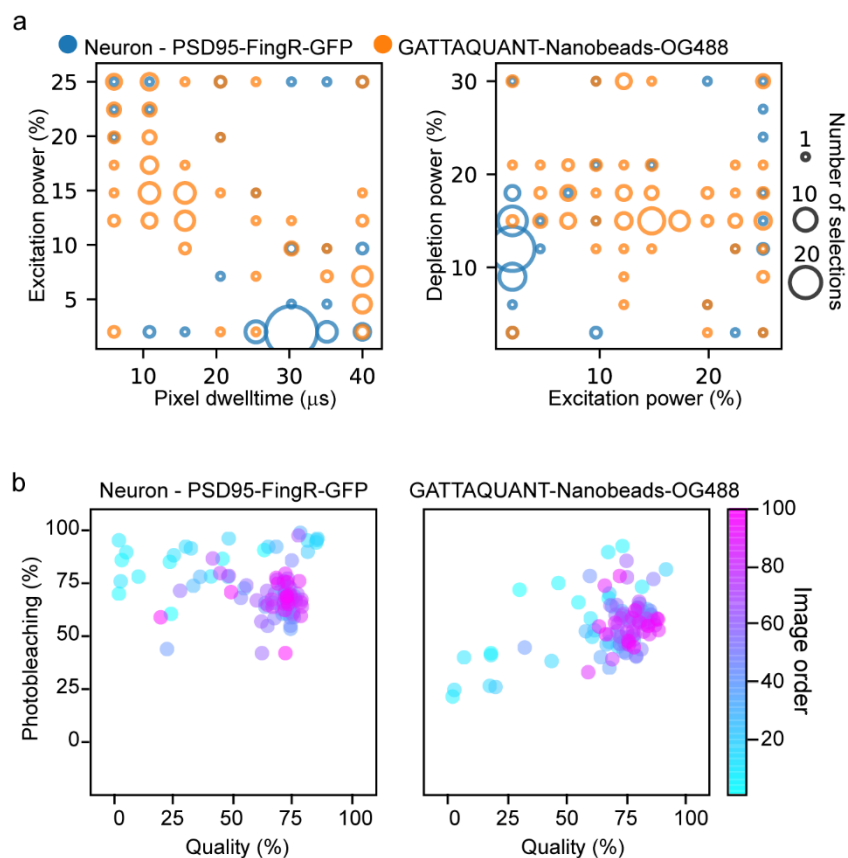 a
Neuron - PSD95-FingR-GFP
GATTAQUANT-Nanobeads-OG488
25
20
15
10
5
Excitation power (%)
10
20
30
40
Pixel dwelltime (μs)
30
20
10
Depletion power (%)
10
20
Excitation power (%)
1
10
20
Number of selections
b
Neuron - PSD95-FingR-GFP
GATTAQUANT-Nanobeads-OG488
100
75
50
25
0
Photobleaching (%)
0
25
50
75
100
Quality (%)
0
25
50
75
100
Quality (%)
100
80
60
40
20
Image order